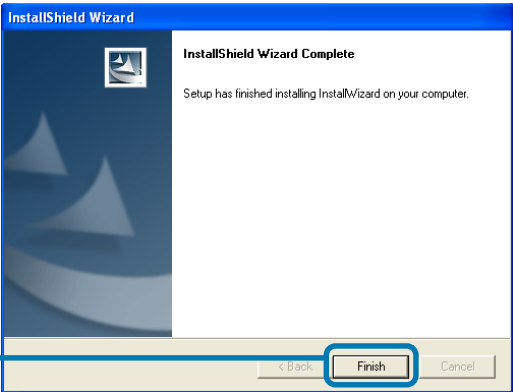 InstallShield Wizard
InstallShield Wizard Complete
Setup has finished installing InstallWizard on your computer.
< Back Finish Cancel